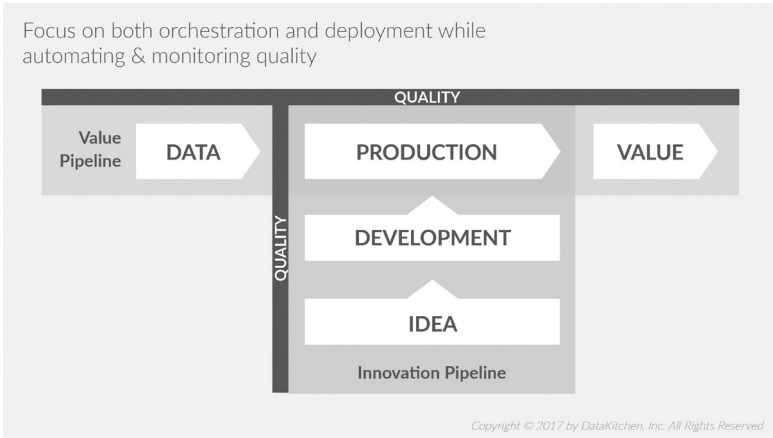 Focus on both orchestration and deployment while
automating & monitoring quality
QUALITY
Value
Pipeline
DATA
PRODUCTION
VALUE
QUALITY
DEVELOPMENT
IDEA
Innovation Pipeline
Copyright © 2017 by DataKitchen, Inc. All Rights Reserved